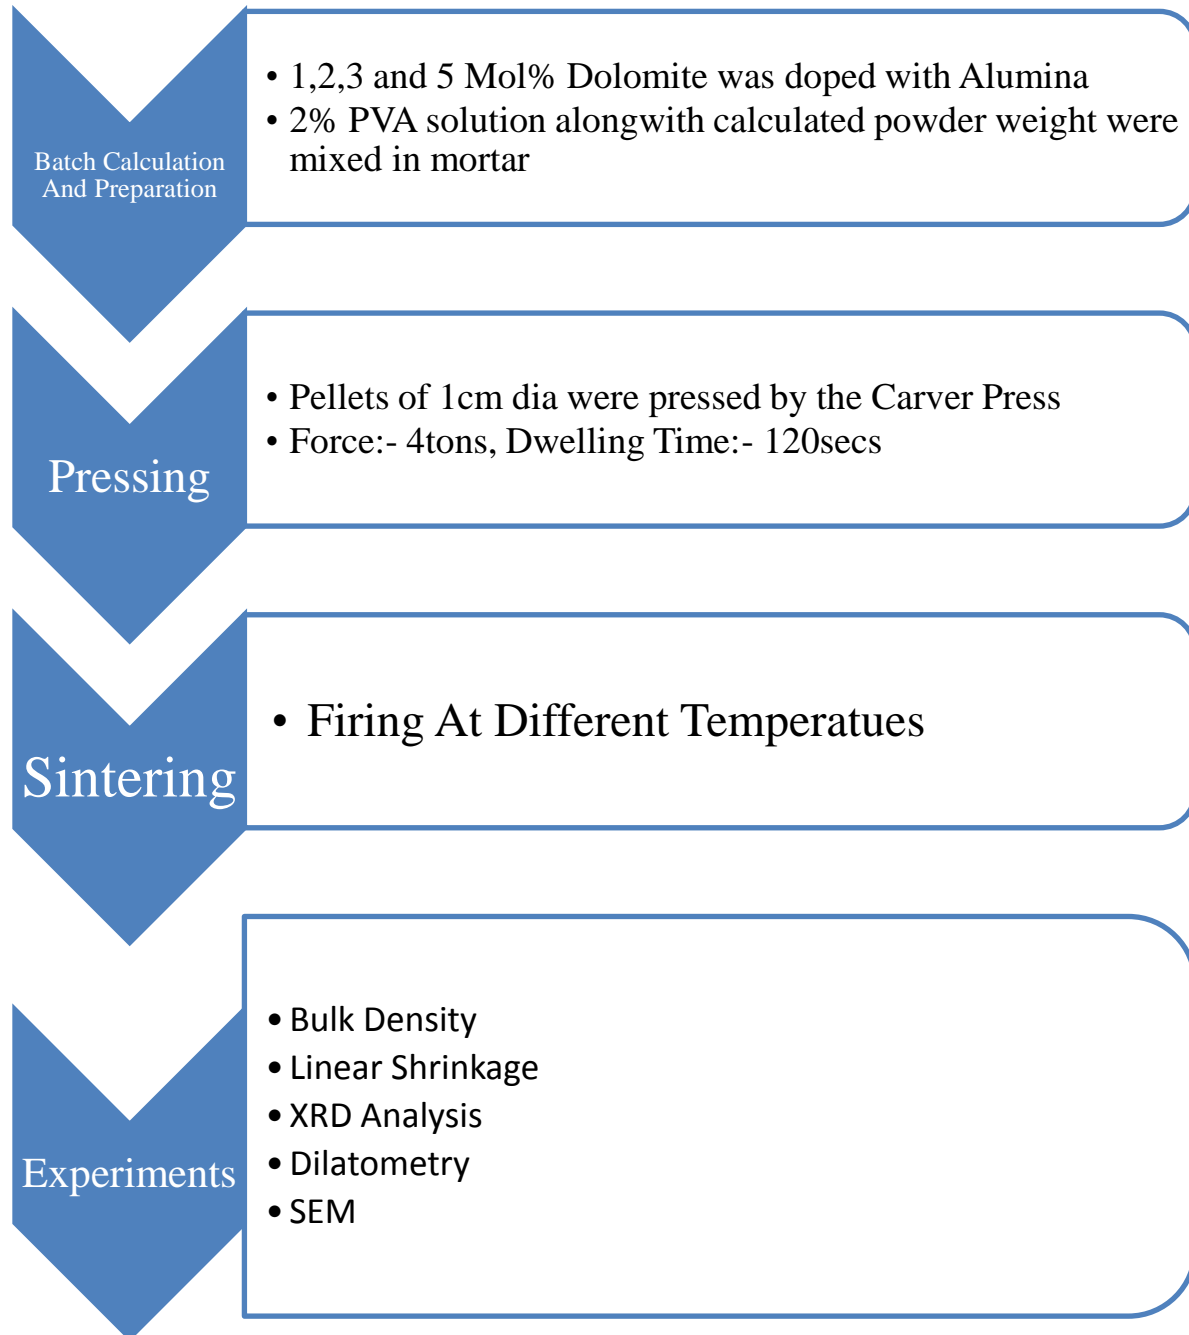 Batch Calculation
And Preparation
• 1,2,3 and 5 Mol% Dolomite was doped with Alumina
• 2% PVA solution alongwith calculated powder weight were
mixed in mortar
Pressing
• Pellets of 1cm dia were pressed by the Carver Press
• Force:- 4tons, Dwelling Time:- 120secs
Sintering
• Firing At Different Temperatues
Experiments
• Bulk Density
• Linear Shrinkage
• XRD Analysis
• Dilatometry
• SEM